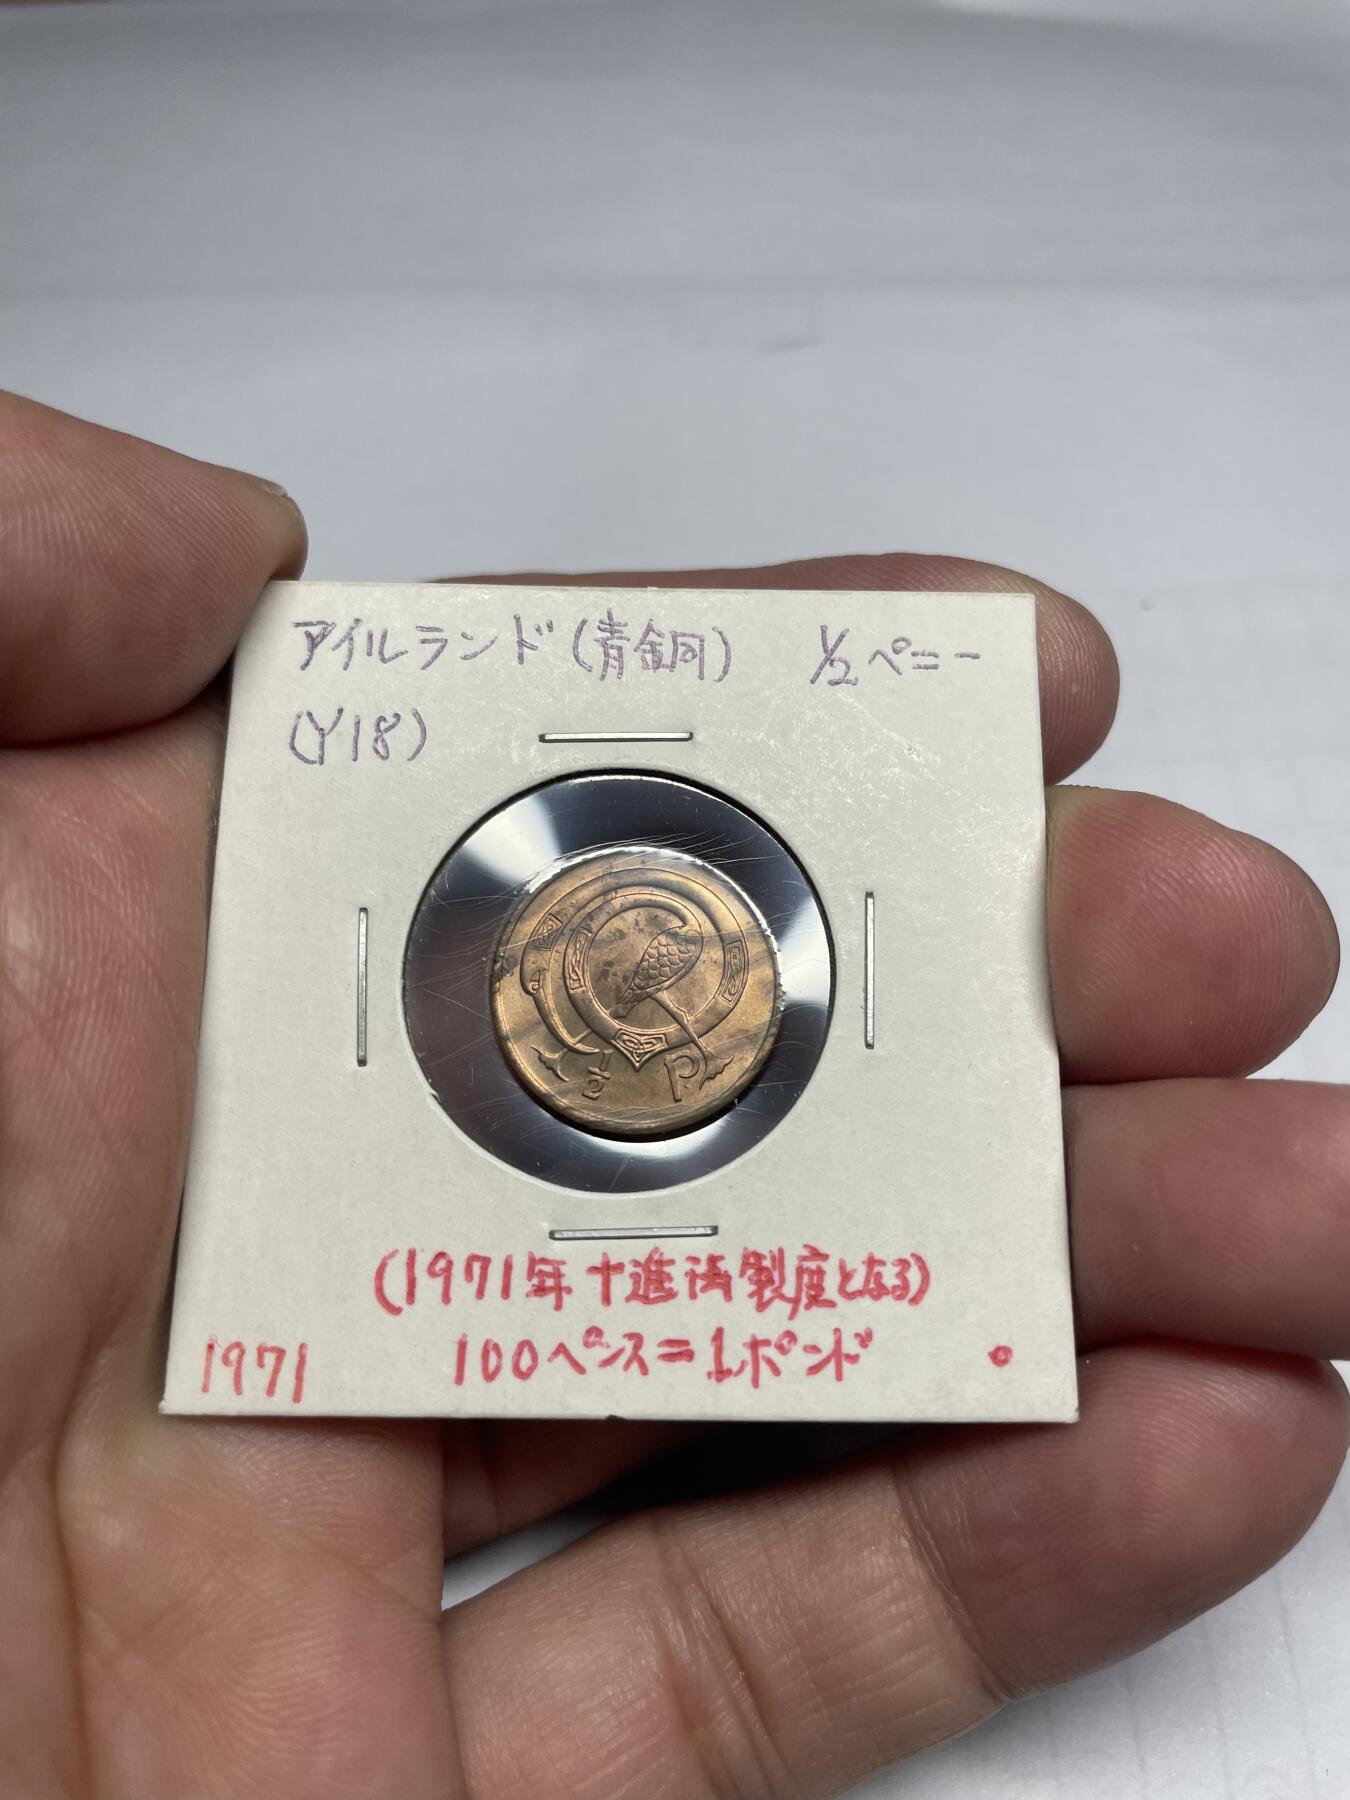 アイルランド(青銅) 1/2ペニー
(Y18)
1/2 P
(1971年十進法製度となる)
1971 100ペンス=1ポンド